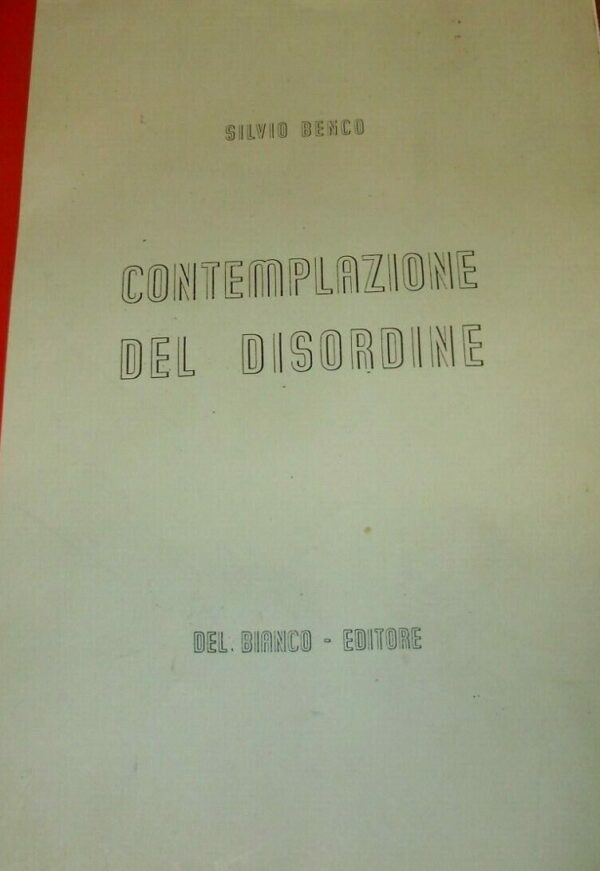 SILVIO BENCO
CONTEMPLAZIONE
DEL DISORDINE
DEL. BIANCO - EDITORE